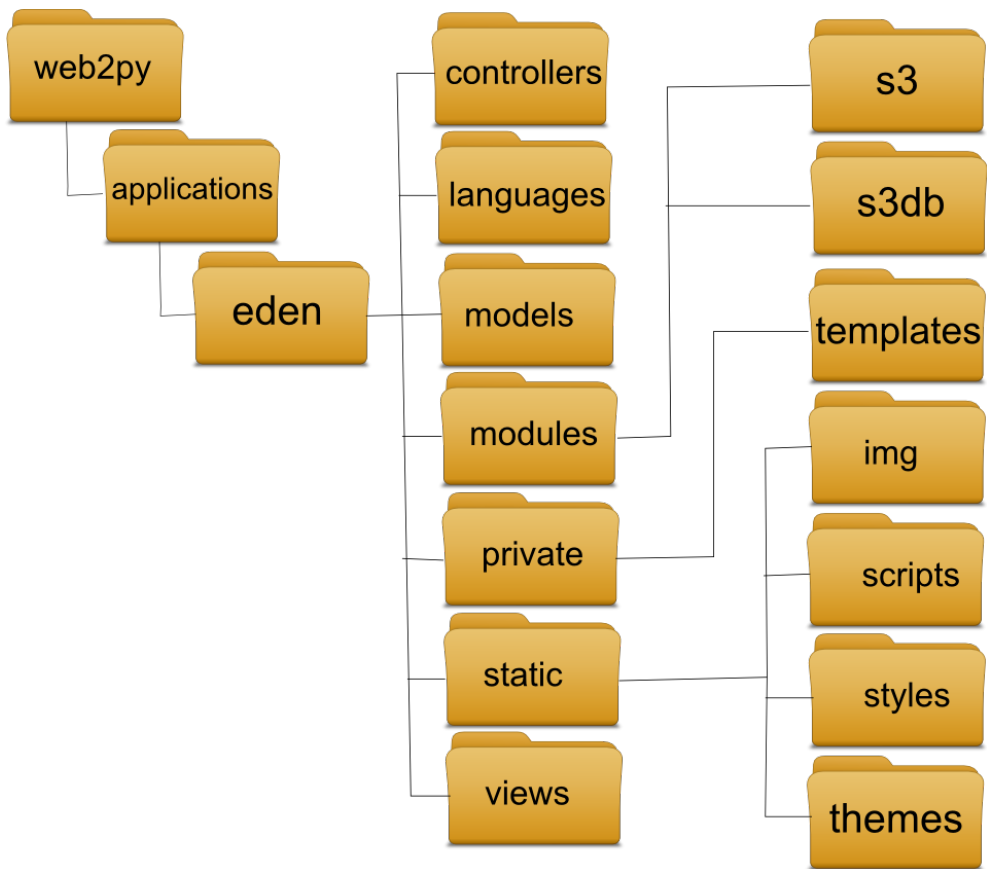 web2py
applications
eden
controllers
languages
models
modules
private
static
views
s3
s3db
templates
img
scripts
styles
themes